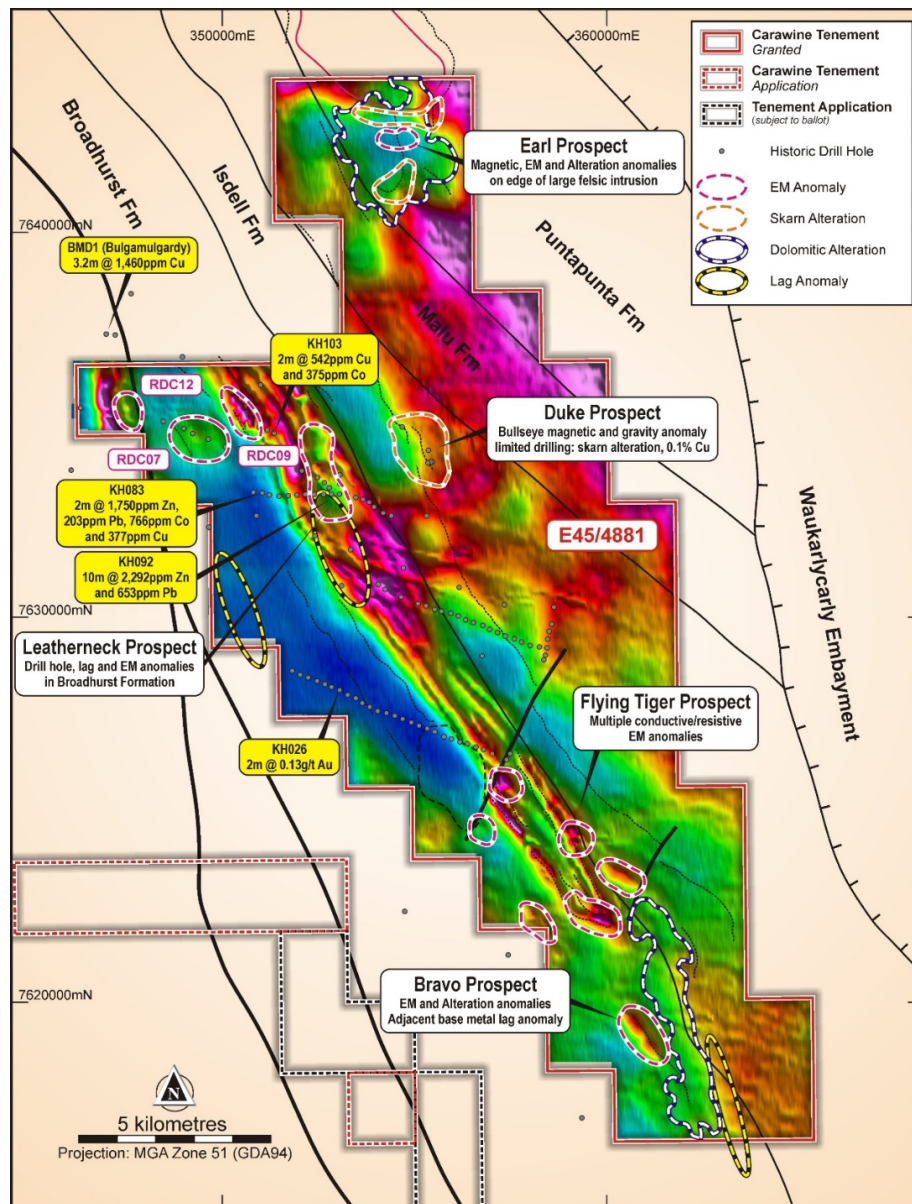 350000mE
360000mE
Carawine Tenement
Granted
Carawine Tenement
Application
Tenement Application
(subject to ballot)
Historic Drill Hole
EM Anomaly
Skarn Alteration
Dolomitic Alteration
Lag Anomaly
Broadhurst Fm
Isdell Fm
Earl Prospect
Magnetic, EM and Alteration anomalies
on edge of large felsic intrusion
7640000mN
BMD1 (Bulgamulgardy)
3.2m @ 1,460ppm Cu
Puntapunta Fm
Malu Fm
KH103
2m @ 542ppm Cu
and 375ppm Co
RDC12
RDC07
RDC09
Duke Prospect
Bullseye magnetic and gravity anomaly
limited drilling: skarn alteration, 0.1% Cu
KH083
2m @ 1,750ppm Zn,
203ppm Pb, 766ppm Co
and 377ppm Cu
E45/4881
Waukarlycarly Embayment
KH092
10m @ 2,292ppm Zn
and 653ppm Pb
7630000mN
Leatherneck Prospect
Drill hole, lag and EM anomalies
in Broadhurst Formation
Flying Tiger Prospect
Multiple conductive/resistive
EM anomalies
KH026
2m @ 0.13g/t Au
Bravo Prospect
EM and Alteration anomalies
Adjacent base metal lag anomaly
7620000mN
N
5 kilometres
Projection: MGA Zone 51 (GDA94)